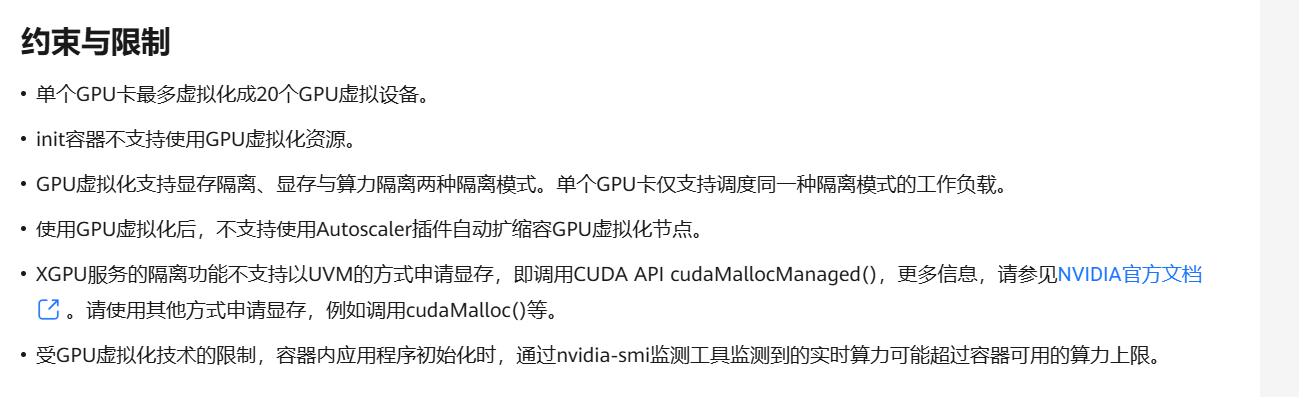 约束与限制
• 单个GPU卡最多虚拟化成20个GPU虚拟设备。
• init容器不支持使用GPU虚拟化资源。
• GPU虚拟化支持显存隔离、显存与算力隔离两种隔离模式。单个GPU卡仅支持调度同一种隔离模式的工作负载。
• 使用GPU虚拟化后，不支持使用Autoscaler插件自动扩缩容GPU虚拟化节点。
• XGPU服务的隔离功能不支持以UVM的方式申请显存，即调用CUDA API cudaMallocManaged()，更多信息，请参见NVIDIA官方文档
。请使用其他方式申请显存，例如调用cudaMalloc()等。
• 受GPU虚拟化技术的限制，容器内应用程序初始化时，通过nvidia-smi监测工具监测到的实时算力可能超过容器可用的算力上限。